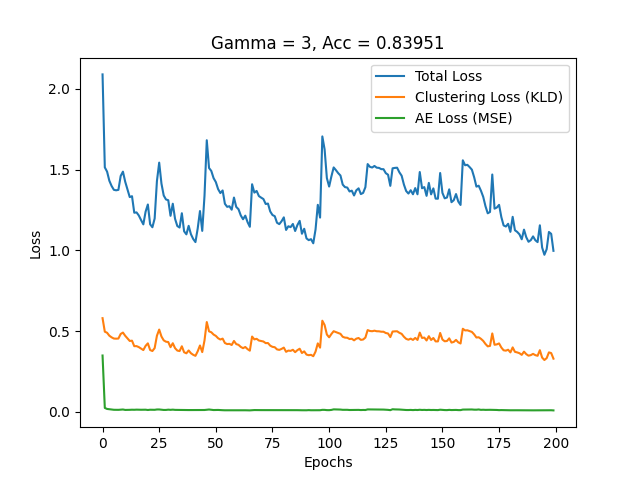 Gamma = 3, Acc = 0.83951
Total Loss
Clustering Loss (KLD)
AE Loss (MSE)
2.0
1.5
1.0
0.5
0.0
Loss
0 25 50 75 100 125 150 175 200
Epochs